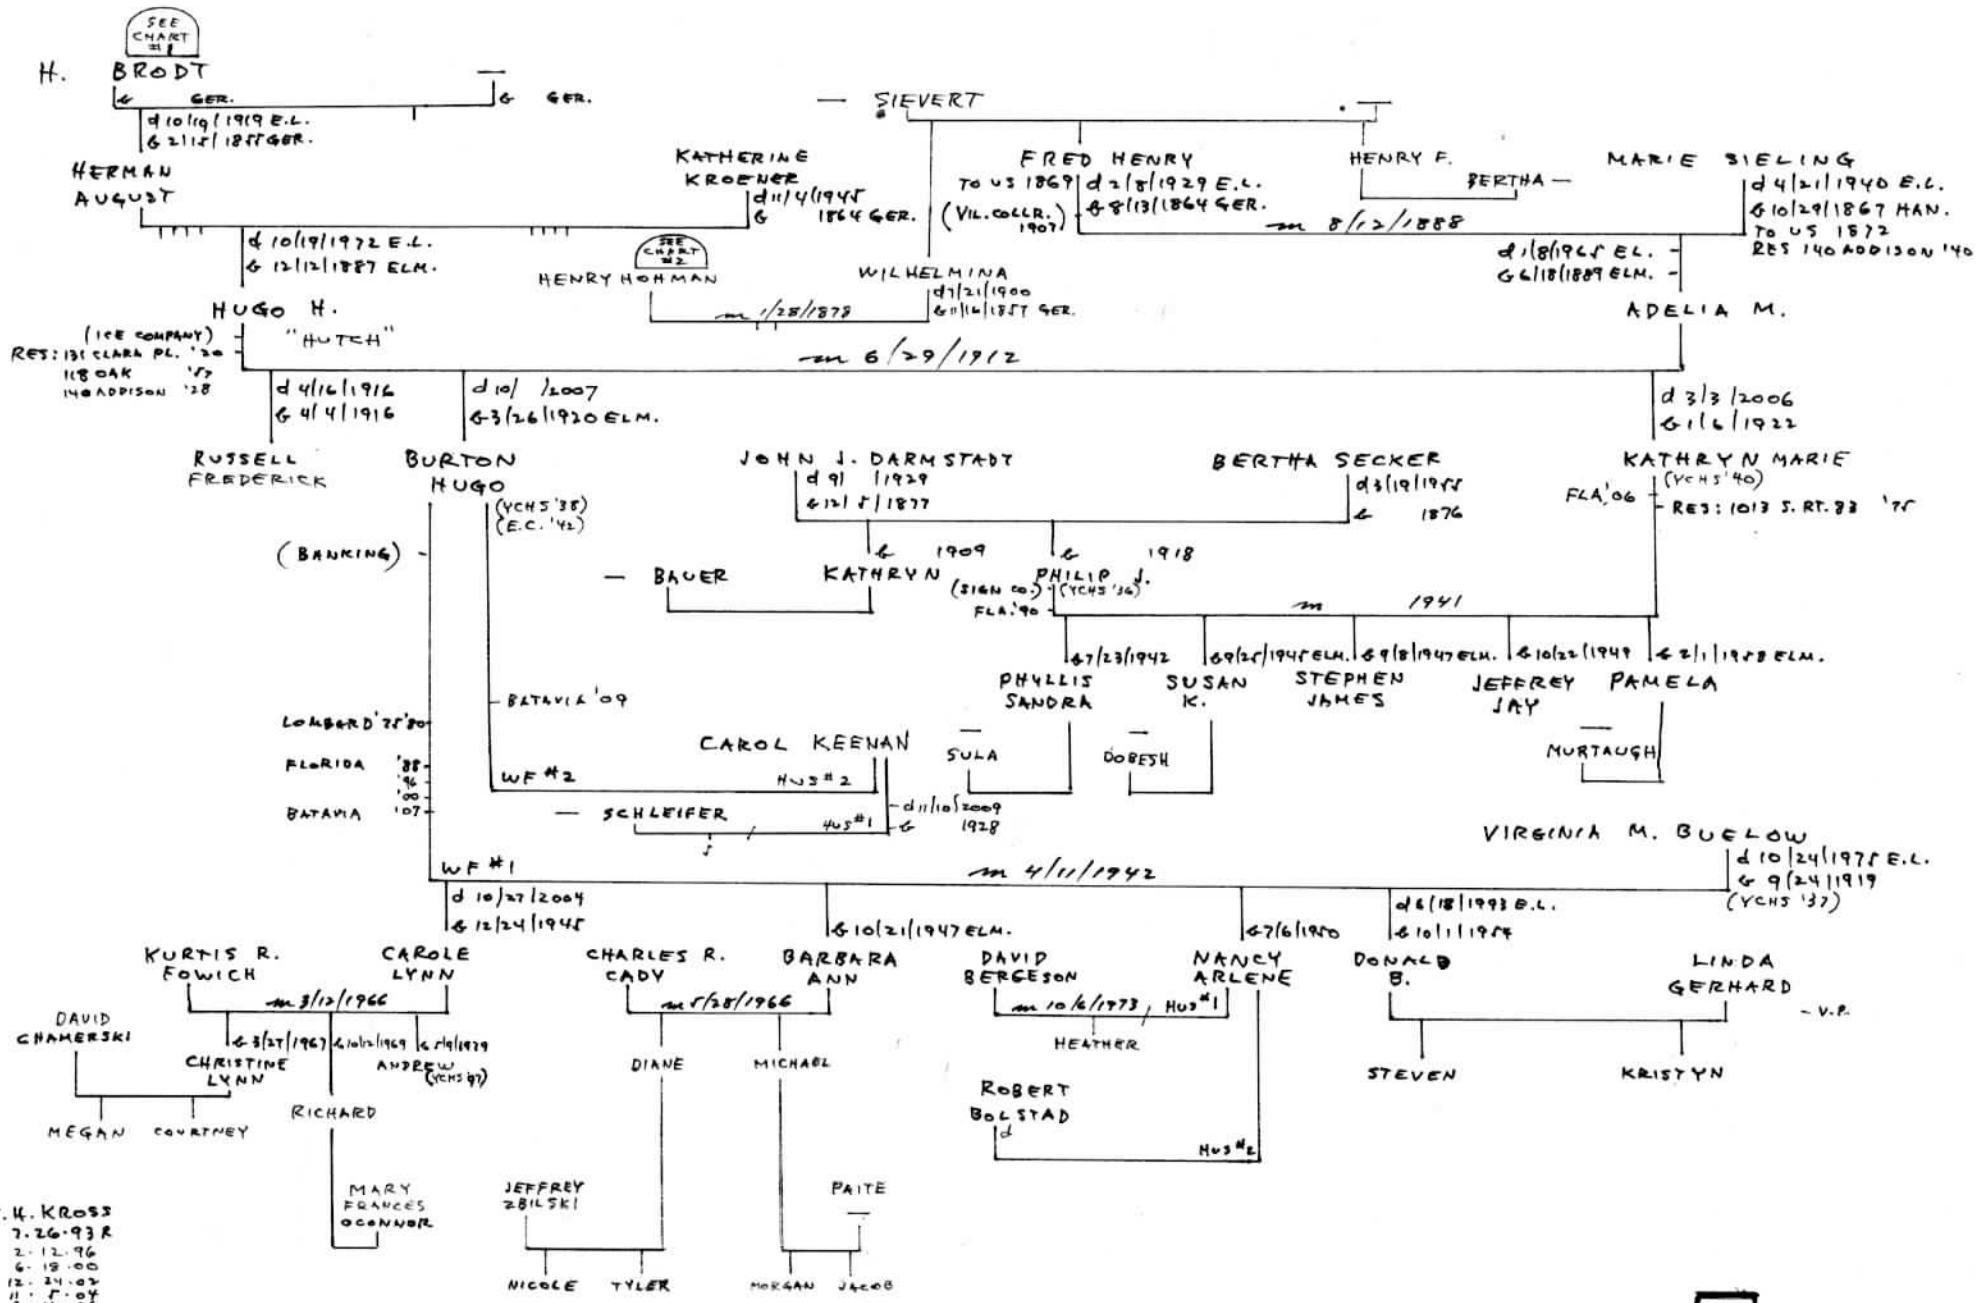 SEE
CHART
#1
H. BRODT —
b GER. b GER.
— SIEVERT —
d 10/19/1919 E.L.
b 2/15/1855 GER.
HERMAN
AUGUST
KATHERINE
KROENER
d 11/4/1945
b 1864 GER.
FRED HENRY
TO US 1869 d 2/8/1929 E.L.
(VIL. COLLR.) b 8/13/1864 GER.
1907
HENRY F.
BERTHA —
MARIE SIELING
d 4/21/1940 E.L.
b 10/29/1867 HAN.
TO US 1872
RES 140 ADDISON '40
m 8/12/1888
d 10/19/1972 E.L.
b 12/12/1887 ELM.
SEE
CHART
#2
HENRY HOHMAN
WILHELMINA
d 7/21/1900
b 11/16/1857 GER.
m 1/28/1878
d 1/8/1965 E.L.
b 6/18/1889 ELM.
HUGO H.
"HUTCH"
ADELIA M.
(ICE COMPANY)
RES: 131 CLARA PL. '20
118 OAK '57
140 ADDISON '28
m 6/29/1912
d 4/16/1916
b 4/4/1916
d 10/ /2007
b 3/26/1920 ELM.
d 3/3/2006
b 1/6/1922
RUSSELL
FREDERICK
BURTON
HUGO
(YCHS '38)
(E.C. '42)
JOHN J. DARMSTADT
d 9/ /1929
b 12/5/1877
BERTHA SECKER
d 3/19/1955
b 1876
KATHRYN MARIE
(YCHS '40)
FLA. '06
RES: 1013 S. RT. 83 '75
(BANKING)
b 1909
b 1918
— BAUER
KATHRYN
PHILIP J.
(SIGN CO.) (YCHS '36)
FLA. '90
m 1941
b 7/23/1942 b 9/25/1945 ELM. b 9/8/1947 ELM. b 10/22/1949 b 2/1/1958 ELM.
PHYLLIS
SANDRA
SUSAN
K.
STEPHEN
JAMES
JEFFREY
JAY
PAMELA
BATAVIA '09
LOMBARD '75 '80
CAROL KEENAN
—
SULA
—
DOBESH
—
MURTAUGH
FLORIDA '88
'96
'00
BATAVIA '07
WF #2 HUS #2
— SCHLEIFER HUS #1
d 11/10/2009
b 1928
5
VIRGINIA M. BUELOW
d 10/24/1975 E.L.
b 9/24/1919
(YCHS '37)
WF #1
m 4/11/1942
d 10/27/2004
b 12/24/1945
b 10/21/1947 ELM.
b 7/6/1950
d 6/18/1993 E.L.
b 10/1/1954
KURTIS R.
FOWICH
CAROLE
LYNN
CHARLES R.
CADY
BARBARA
ANN
DAVID
BERGESON
NANCY
ARLENE
DONALD
B.
LINDA
GERHARD
m 3/12/1966
m 5/28/1966
m 10/6/1973 HUS #1
- V.P.
DAVID
CHAMERSKI
b 3/27/1967 b 10/12/1969 b 5/9/1979
CHRISTINE
LYNN
ANDREW
(YCHS '97)
DIANE
MICHAEL
HEATHER
STEVEN
KRISTYN
RICHARD
MEGAN COURTNEY
ROBERT
BOLSTAD
d
HUS #2
MARY
FRANCES
OCONNOR
JEFFREY
ZBILSKI
PAITE
—
NICOLE TYLER
MORGAN JACOB
.H. KROSS
7.26.93 R
2.12.96
6.18.00
12.24.02
11.5.04